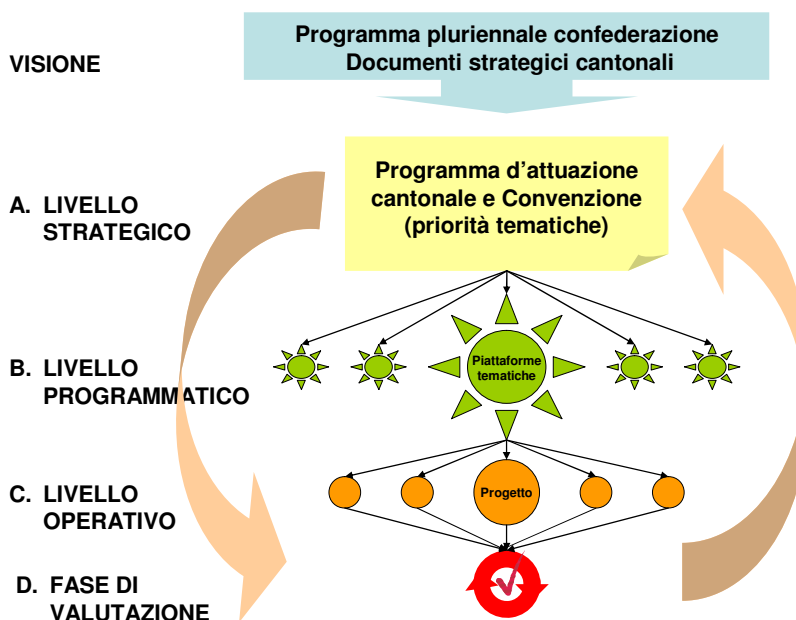 VISIONE
Programma pluriennale confederazione
Documenti strategici cantonali
A. LIVELLO
STRATEGICO
Programma d'attuazione
cantonale e Convenzione
(priorità tematiche)
B. LIVELLO
PROGRAMMATICO
Piattaforme
tematiche
C. LIVELLO
OPERATIVO
Progetto
D. FASE DI
VALUTAZIONE